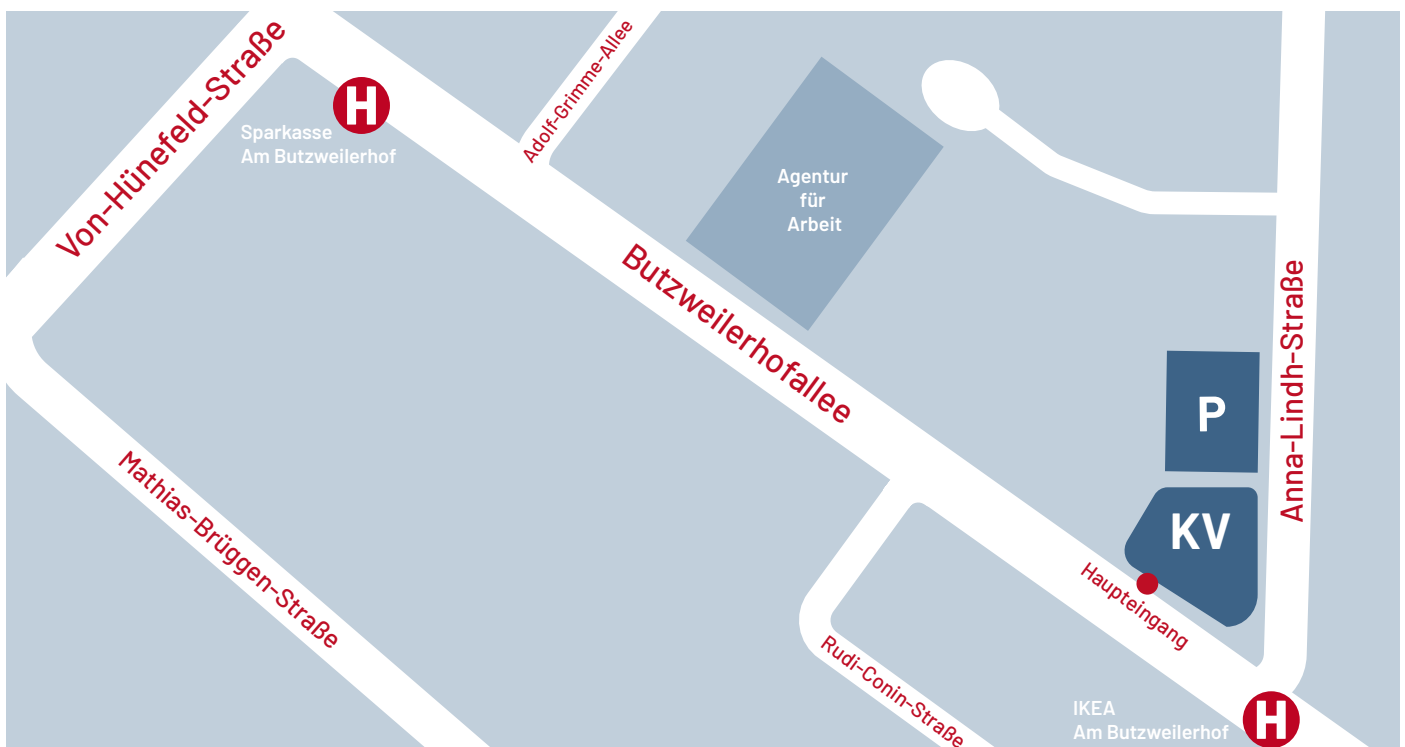 Von-Hünefeld-Straße
H
Sparkasse
Am Butzweilerhof
Adolf-Grimme-Allee
Agentur
für
Arbeit
Butzweilerhofallee
Anna-Lindh-Straße
P
KV
Haupteingang
Mathias-Brüggen-Straße
Rudi-Conin-Straße
IKEA
Am Butzweilerhof
H